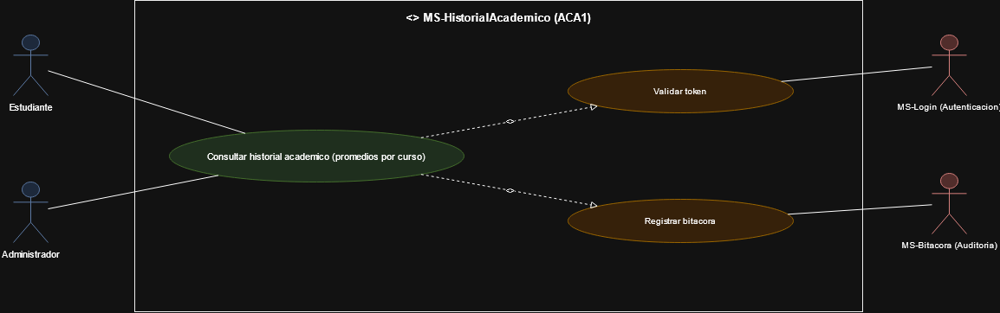 <> MS-HistorialAcademico (ACA1)
Estudiante
Administrador
Consultar historial academico (promedios por curso)
<>
<>
Validar token
Registrar bitacora
MS-Login (Autenticacion)
MS-Bitacora (Auditoria)